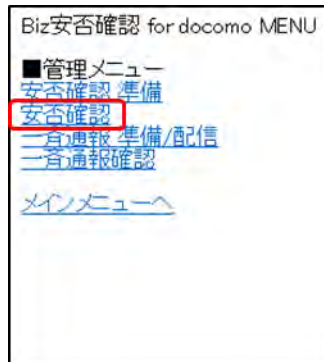 Biz安否確認 for docomo MENU
■管理メニュー
安否確認 準備
安否確認
一斉通報 準備/配信
一斉通報確認
メインメニューへ